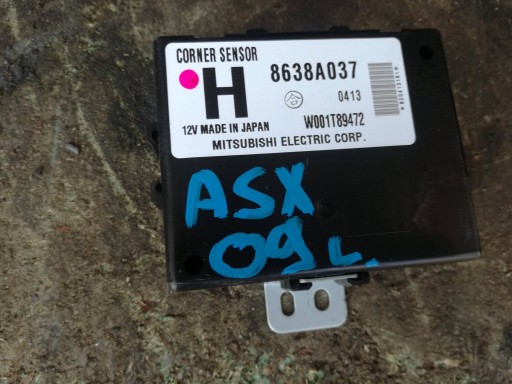 CORNER SENSOR
H 8638A037
0413
12V MADE IN JAPAN W001T89472
MITSUBISHI ELECTRIC CORP.
ASX
09 L.